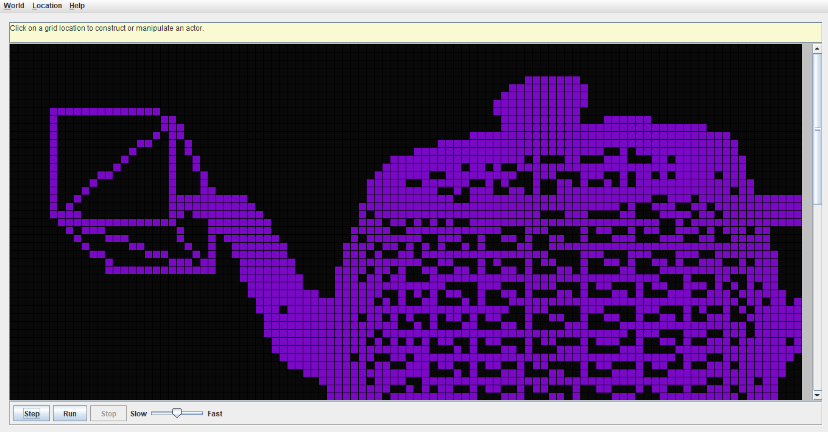 World Location Help
Click on a grid location to construct or manipulate an actor.
Step Run Stop Slow Fast